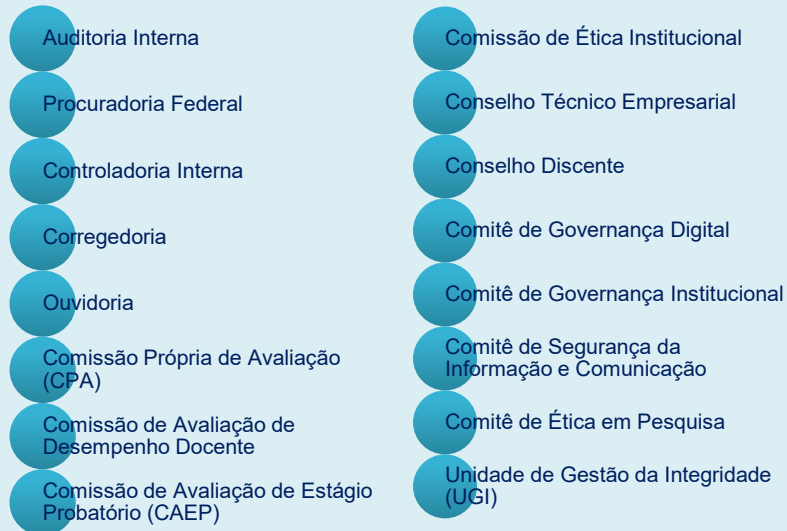 Auditoria Interna
Procuradoria Federal
Controladoria Interna
Corregedoria
Ouvidoria
Comissão Própria de Avaliação
(CPA)
Comissão de Avaliação de
Desempenho Docente
Comissão de Avaliação de Estágio
Probatório (CAEP)
Comissão de Ética Institucional
Conselho Técnico Empresarial
Conselho Discente
Comitê de Governança Digital
Comitê de Governança Institucional
Comitê de Segurança da
Informação e Comunicação
Comitê de Ética em Pesquisa
Unidade de Gestão da Integridade
(UGI)